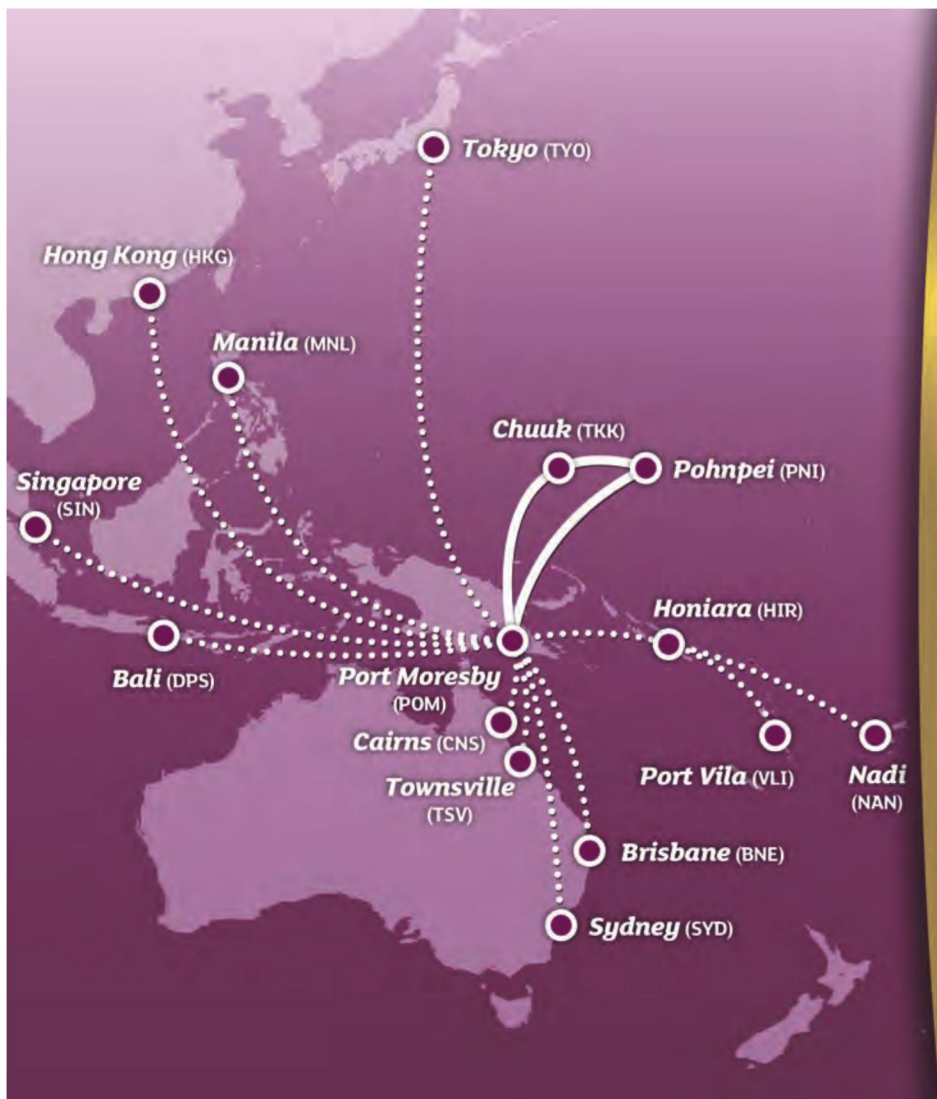 Tokyo (TYO)
Hong Kong (HKG)
Manila (MNL)
Chuuk (TKK)
Pohnpei (PNI)
Singapore
(SIN)
Honiara (HIR)
Bali (DPS)
Port Moresby
(POM)
Cairns (CNS)
Townsville
(TSV)
Port Vila (VLI)
Nadi
(NAN)
Brisbane (BNE)
Sydney (SYD)